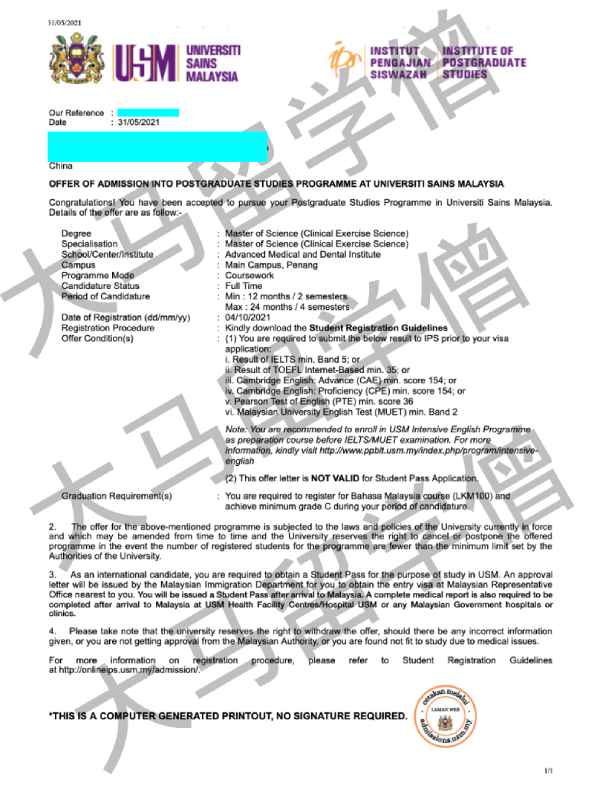 31/05/2021
USM UNIVERSITI
SAINS
MALAYSIA
ips INSTITUT INSTITUTE OF
PENGAJIAN POSTGRADUATE
SISWAZAH STUDIES
Our Reference :
Date : 31/05/2021
China
OFFER OF ADMISSION INTO POSTGRADUATE STUDIES PROGRAMME AT UNIVERSITI SAINS MALAYSIA
Congratulations! You have been accepted to pursue your Postgraduate Studies Programme in Universiti Sains Malaysia.
Details of the offer are as follow:-
Degree : Master of Science (Clinical Exercise Science)
Specialisation : Master of Science (Clinical Exercise Science)
School/Center/Institute : Advanced Medical and Dental Institute
Campus : Main Campus, Penang
Programme Mode : Coursework
Candidature Status : Full Time
Period of Candidature : Min : 12 months / 2 semesters
Max : 24 months / 4 semesters
Date of Registration (dd/mm/yy) : 04/10/2021
Registration Procedure : Kindly download the Student Registration Guidelines
Offer Condition(s) : (1) You are required to submit the below result to IPS prior to your visa
application:
i. Result of IELTS min. Band 5; or
ii. Result of TOEFL Internet-Based min. 35; or
iii. Cambridge English: Advance (CAE) min. score 154; or
iv. Cambridge English: Proficiency (CPE) min. score 154; or
v. Pearson Test of English (PTE) min. score 36
vi. Malaysian University English Test (MUET) min. Band 2
Note: You are recommended to enroll in USM Intensive English Programme
as preparation course before IELTS/MUET examination. For more
information, kindly visit http://www.ppblt.usm.my/index.php/program/intensive-
english
(2) This offer letter is NOT VALID for Student Pass Application.
Graduation Requirement(s) : You are required to register for Bahasa Malaysia course (LKM100) and
achieve minimum grade C during your period of candidature.
2. The offer for the above-mentioned programme is subjected to the laws and policies of the University currently in force
and which may be amended from time to time and the University reserves the right to cancel or postpone the offered
programme in the event the number of registered students for the programme are fewer than the minimum limit set by the
Authorities of the University.
3. As an international candidate, you are required to obtain a Student Pass for the purpose of study in USM. An approval
letter will be issued by the Malaysian Immigration Department for you to obtain the entry visa at Malaysian Representative
Office nearest to you. You will be issued a Student Pass after arrival to Malaysia. A complete medical report is also required to be
completed after arrival to Malaysia at USM Health Facility Centres/Hospital USM or any Malaysian Government hospitals or
clinics.
4. Please take note that the university reserves the right to withdraw the offer, should there be any incorrect information
given, or you are not getting approval from the Malaysian Authority, or you are found not fit to study due to medical issues.
For more information on registration procedure, please refer to Student Registration Guidelines
at http://onlineips.usm.my/admission/.
*THIS IS A COMPUTER GENERATED PRINTOUT, NO SIGNATURE REQUIRED.
cetakan melalui
LAMAN WEB
admissions.usm.my
1/1
大马留学僧
大马留学僧
大马留学僧